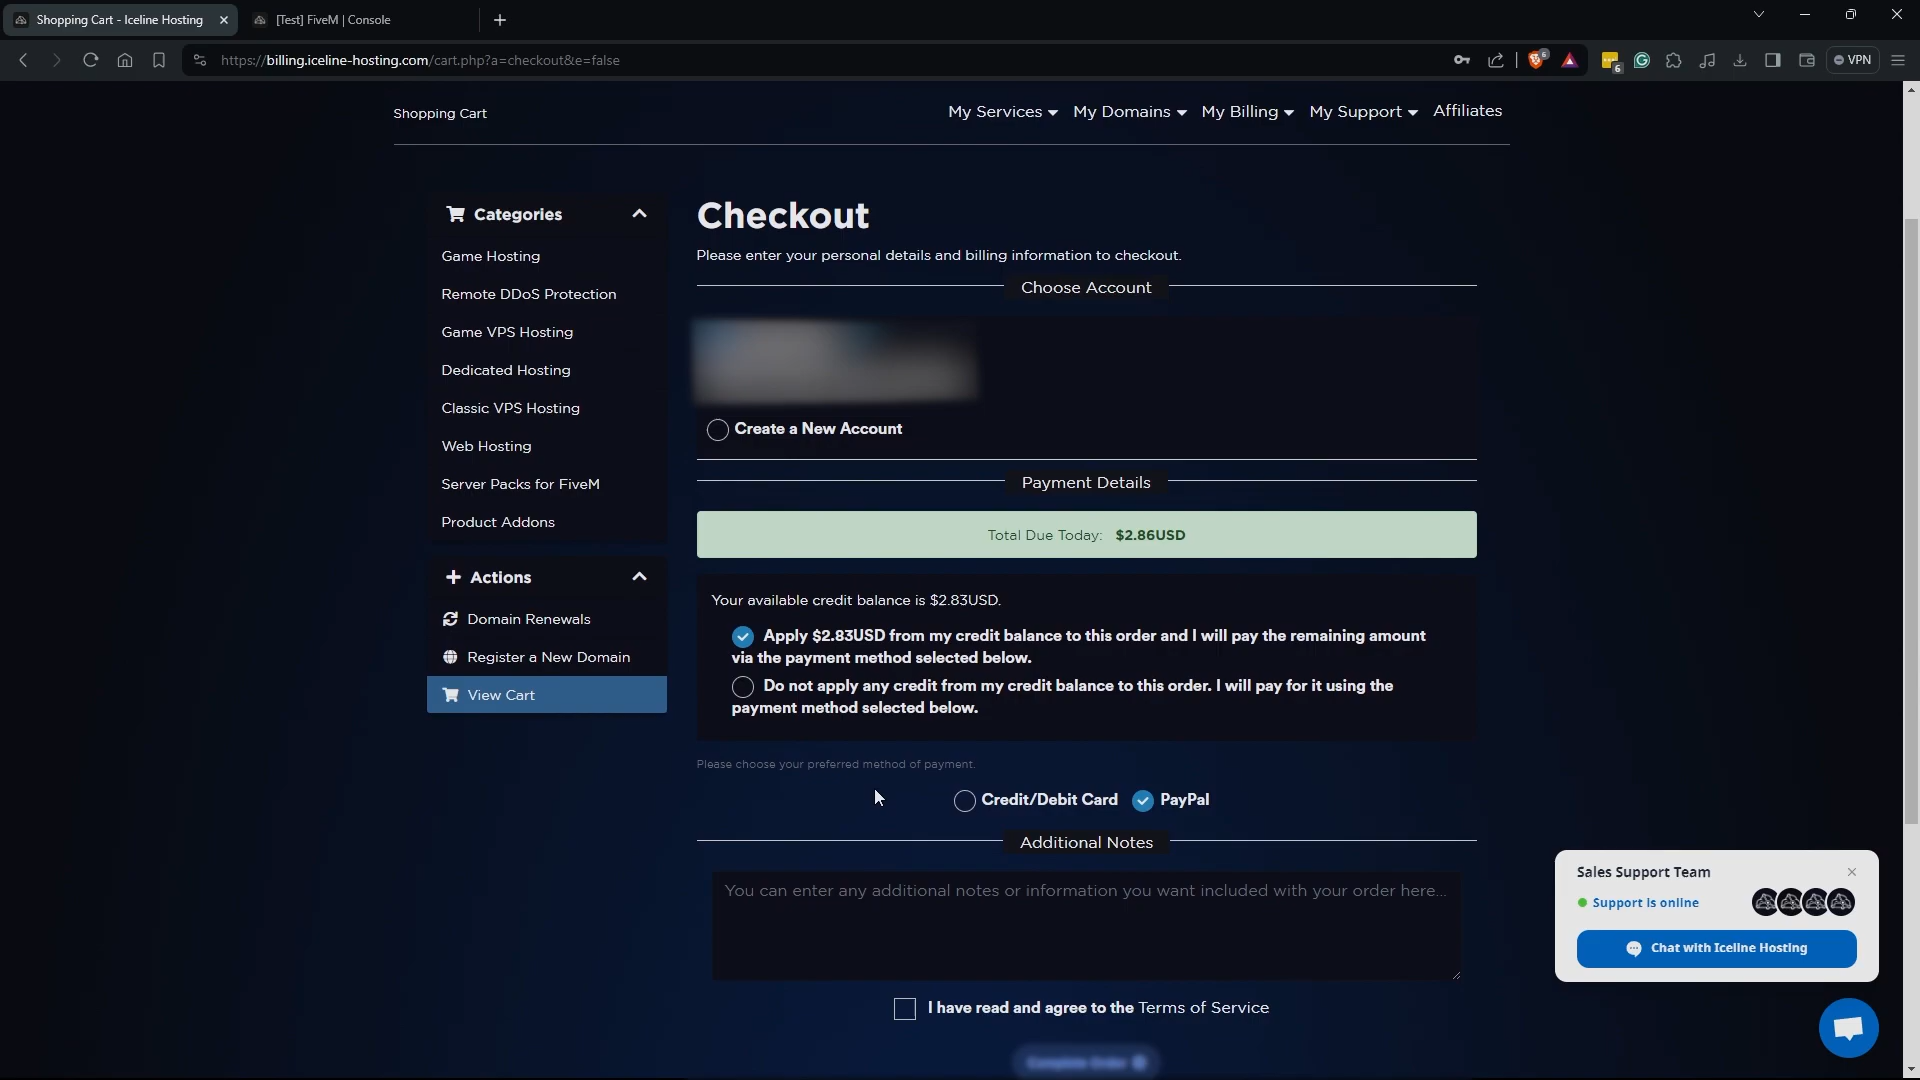 Shopping Cart - Iceline Hosting
[Test] FiveM | Console
https://billing.iceline-hosting.com/cart.php?a=checkout&e=false
6
6
VPN
Shopping Cart
My Services
My Domains
My Billing
My Support
Affiliates
Categories
Game Hosting
Remote DDoS Protection
Game VPS Hosting
Dedicated Hosting
Classic VPS Hosting
Web Hosting
Server Packs for FiveM
Product Addons
Actions
Domain Renewals
Register a New Domain
View Cart
Checkout
Please enter your personal details and billing information to checkout.
Choose Account
Create a New Account
Payment Details
Total Due Today: $2.86USD
Your available credit balance is $2.83USD.
Apply $2.83USD from my credit balance to this order and I will pay the remaining amount
via the payment method selected below.
Do not apply any credit from my credit balance to this order. I will pay for it using the
payment method selected below.
Please choose your preferred method of payment.
Credit/Debit Card
PayPal
Additional Notes
You can enter any additional notes or information you want included with your order here...
I have read and agree to the Terms of Service
Complete Order
Sales Support Team
Support is online
Chat with Iceline Hosting